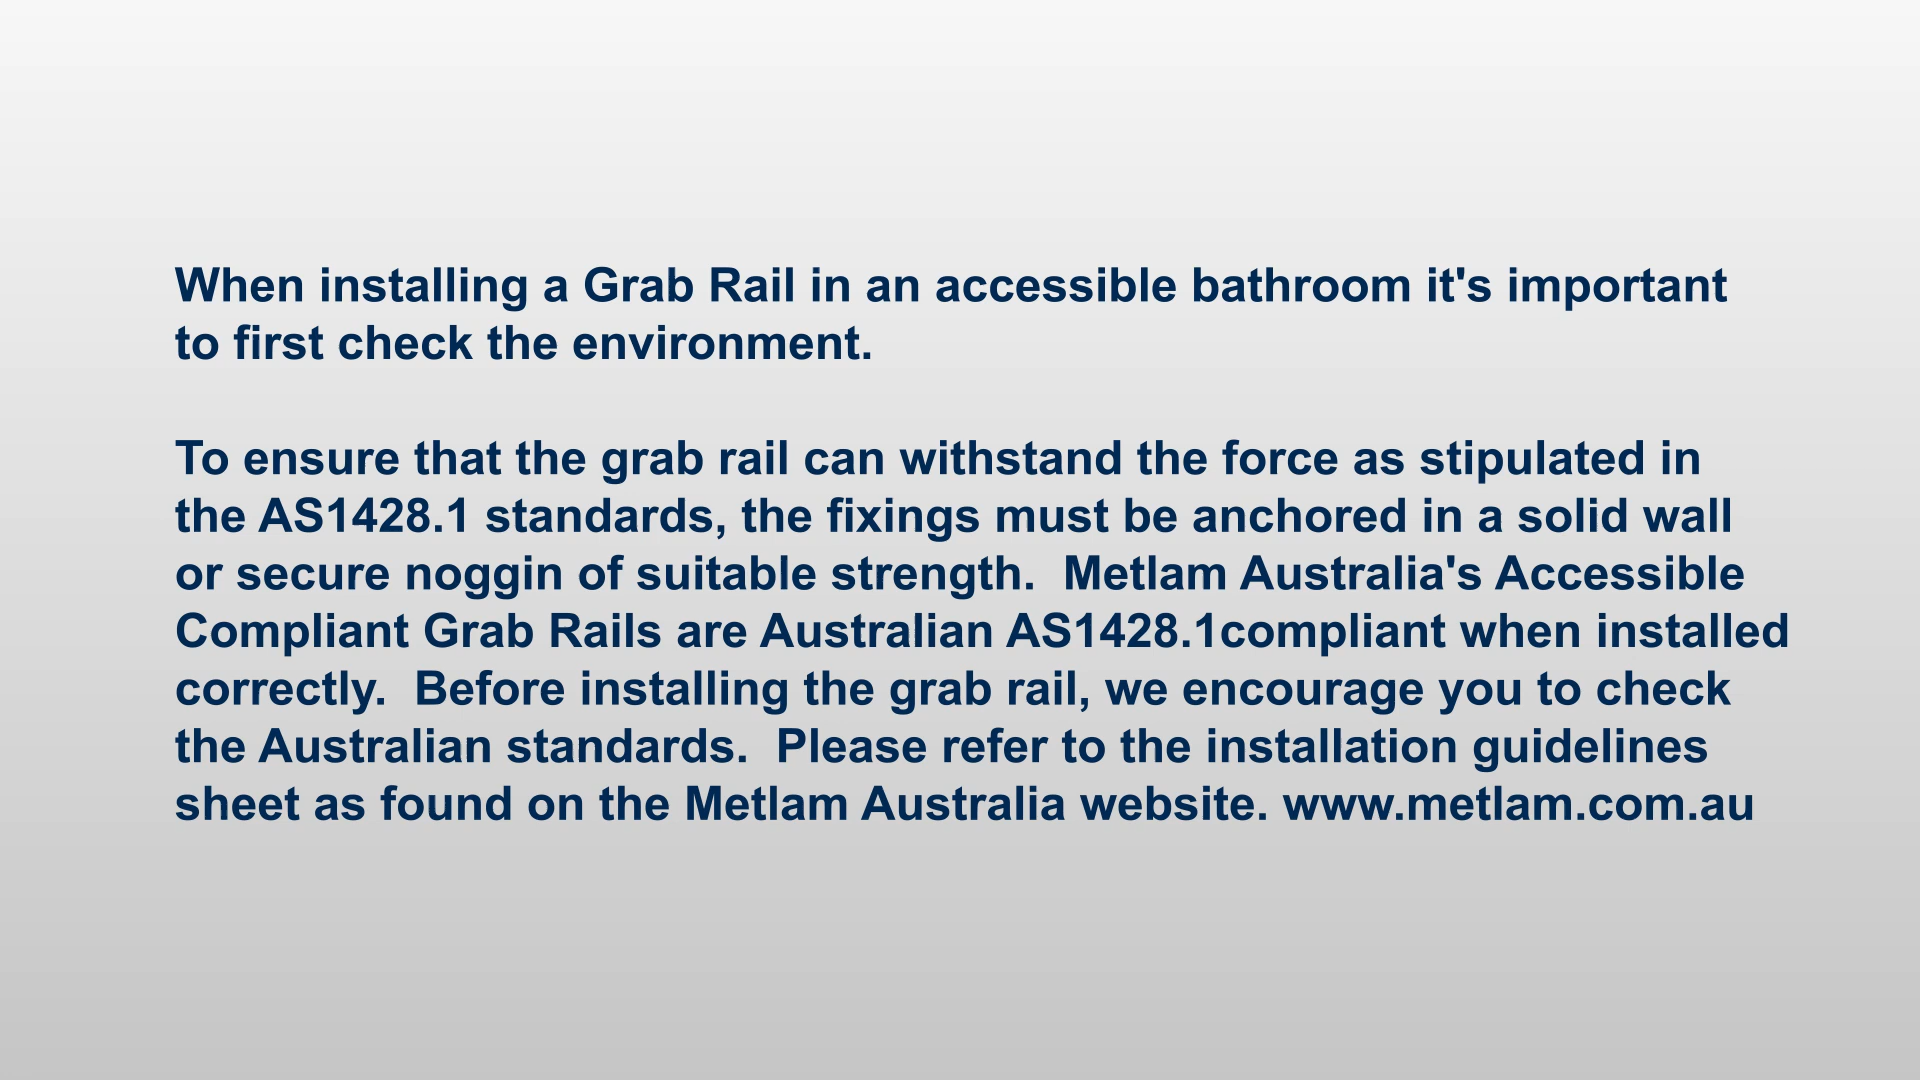 When installing a Grab Rail in an accessible bathroom it's important
to first check the environment.
To ensure that the grab rail can withstand the force as stipulated in
the AS1428.1 standards, the fixings must be anchored in a solid wall
or secure noggin of suitable strength.  Metlam Australia's Accessible
Compliant Grab Rails are Australian AS1428.1compliant when installed
correctly.  Before installing the grab rail, we encourage you to check
the Australian standards.  Please refer to the installation guidelines
sheet as found on the Metlam Australia website. www.metlam.com.au